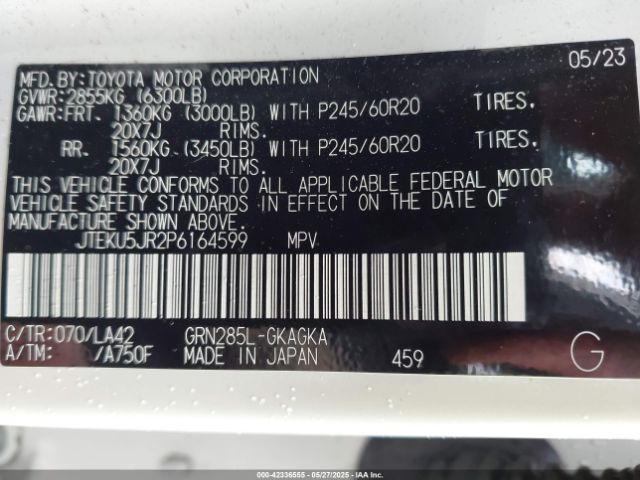 05/23
MFD.BY:TOYOTA MOTOR CORPORATION
GVWR:2855KG (6300LB)
GAWR:FRT. 1360KG (3000LB) WITH P245/60R20 TIRES.
20X7J RIMS.
RR. 1560KG (3450LB) WITH P245/60R20 TIRES.
20X7J RIMS.
THIS VEHICLE CONFORMS TO ALL APPLICABLE FEDERAL MOTOR
VEHICLE SAFETY STANDARDS IN EFFECT ON THE DATE OF
MANUFACTURE SHOWN ABOVE.
JTEKU5JR2P6164599 MPV
C/TR:070/LA42 GRN285L-GKAGKA
A/TM: /A750F MADE IN JAPAN 459 G
000-42336555 | 05/27/2025 | IAA Inc.